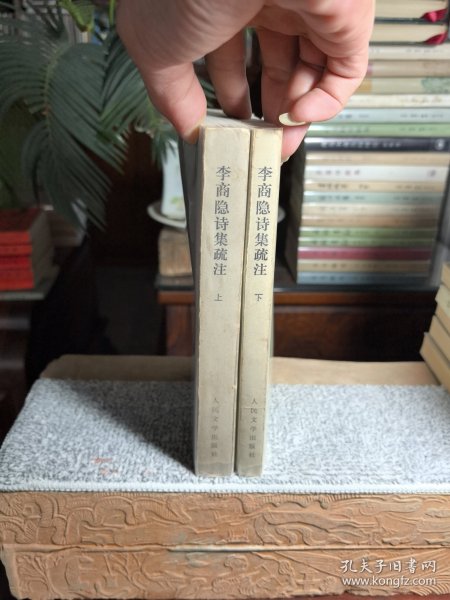 李商隐诗集疏注
上
人民文学出版社
李商隐诗集疏注
下
人民文学出版社
孔夫子旧书网
www.kongfz.com